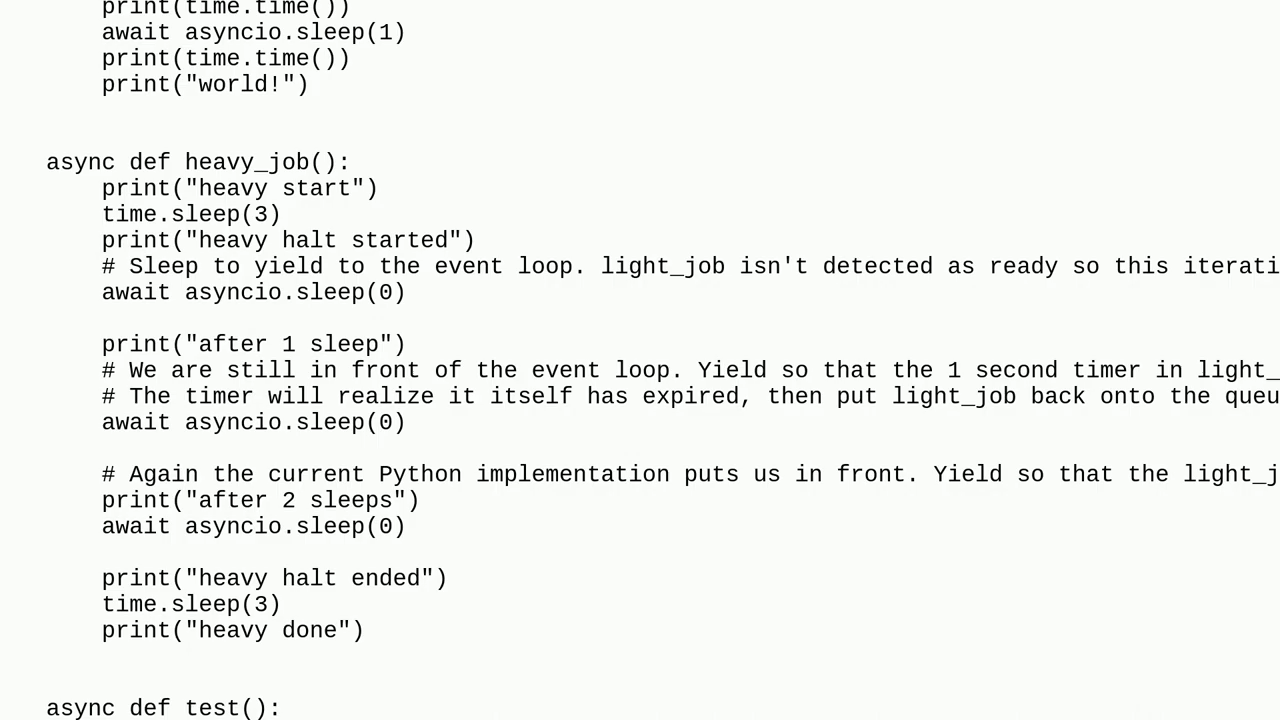 print(time.time())
await asyncio.sleep(1)
print(time.time())
print("world!")
async def heavy_job():
print("heavy start")
time.sleep(3)
print("heavy halt started")
# Sleep to yield to the event loop. light_job isn't detected as ready so this iterati
await asyncio.sleep(0)
print("after 1 sleep")
# We are still in front of the event loop. Yield so that the 1 second timer in light_
# The timer will realize it itself has expired, then put light_job back onto the queu
await asyncio.sleep(0)
# Again the current Python implementation puts us in front. Yield so that the light_j
print("after 2 sleeps")
await asyncio.sleep(0)
print("heavy halt ended")
time.sleep(3)
print("heavy done")
async def test():